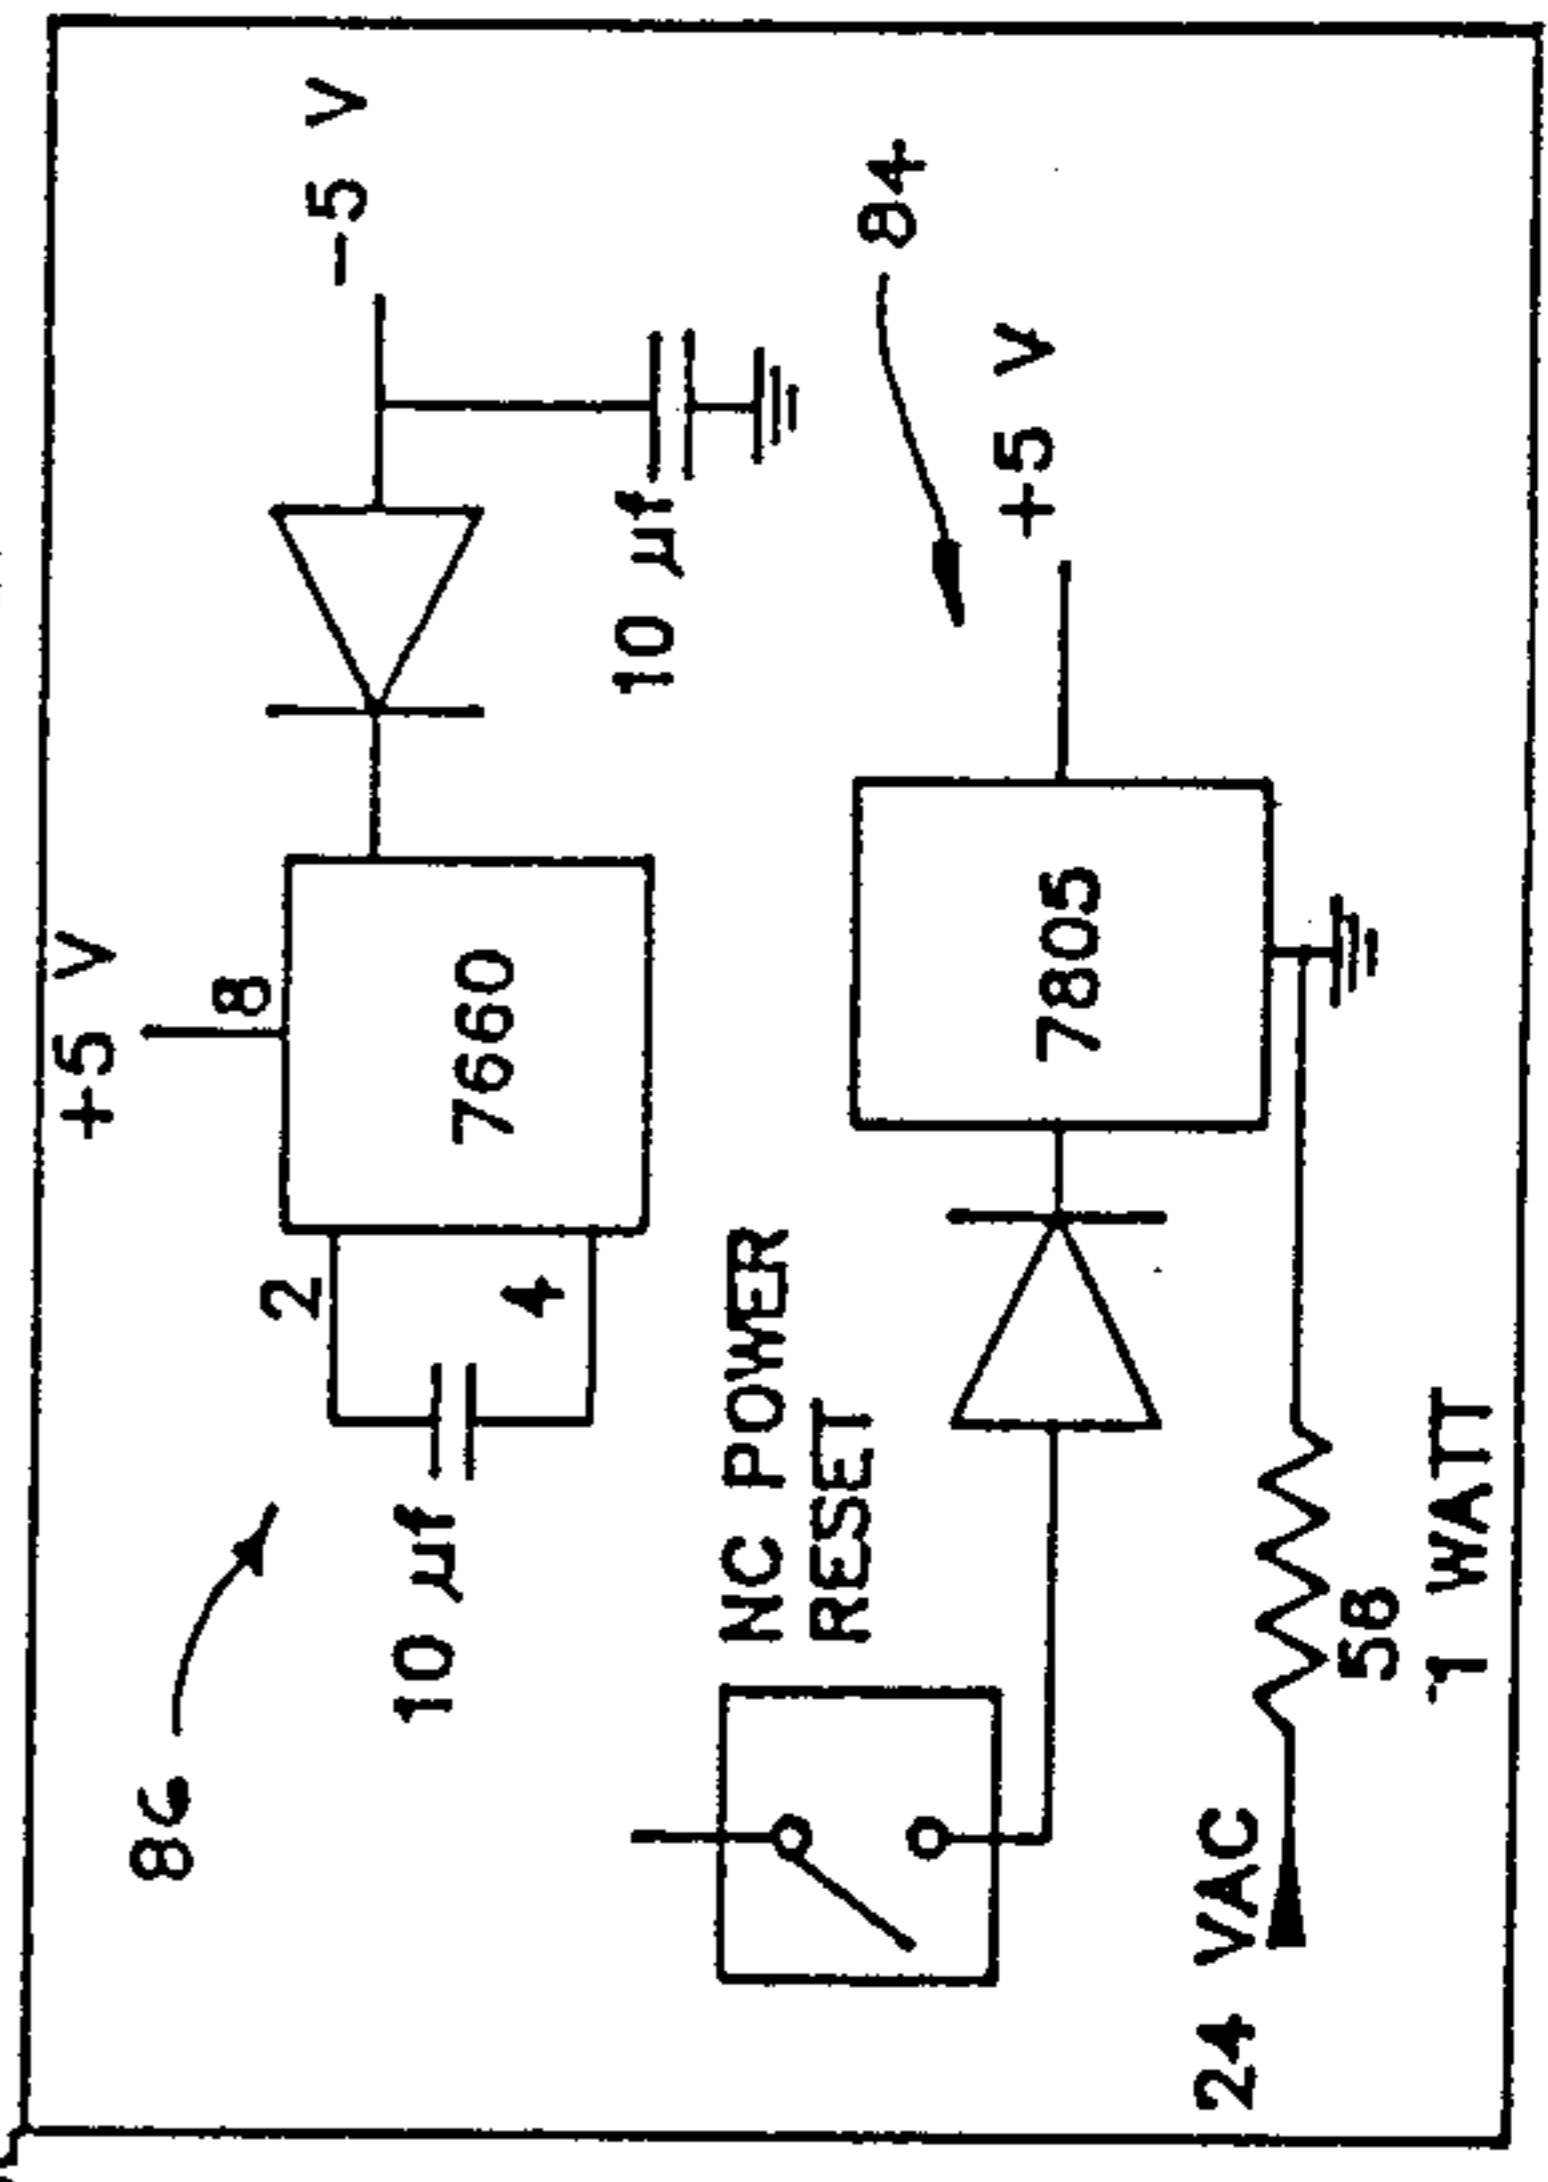 +5 V
86
8
2
-5 V
10 µf
4
7660
10 µf
NC POWER
RESET
84
+5 V
7805
24 VAC
58
1 WATT